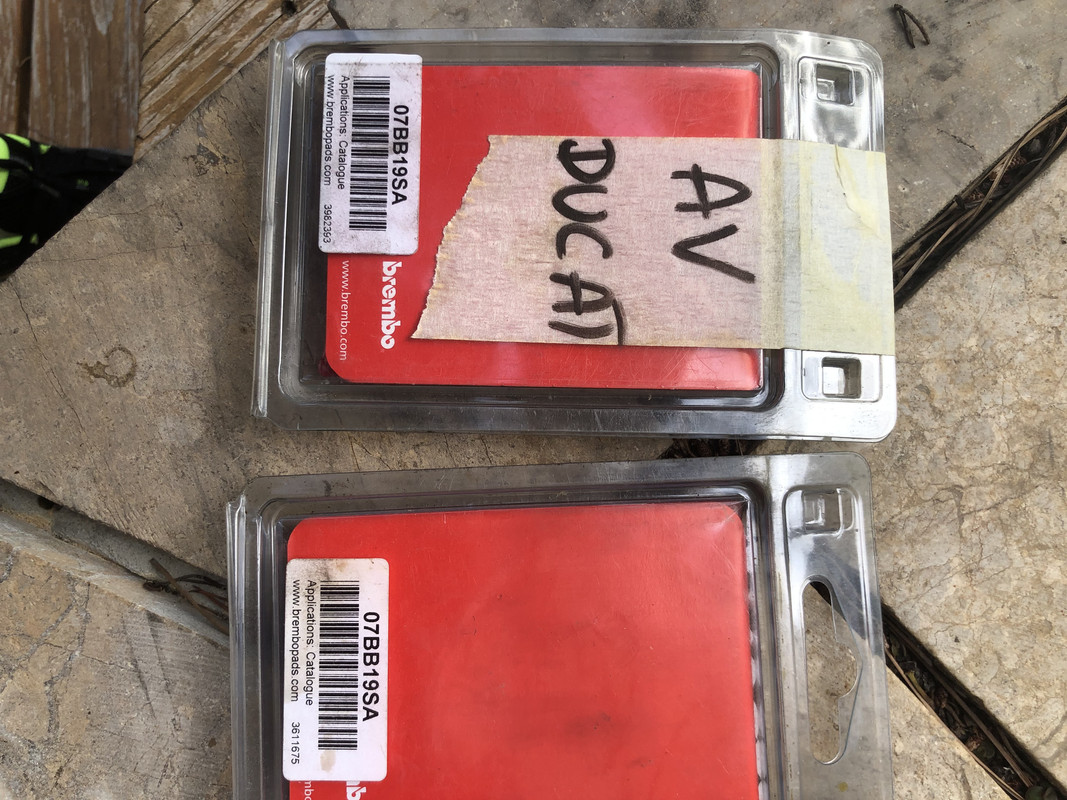 07BB19SA
Applications: Catalogue
www.brembopads.com 3982393
AV
DUCATI
brembo
www.brembo.com
07BB19SA
Applications: Catalogue
www.brembopads.com 3611675